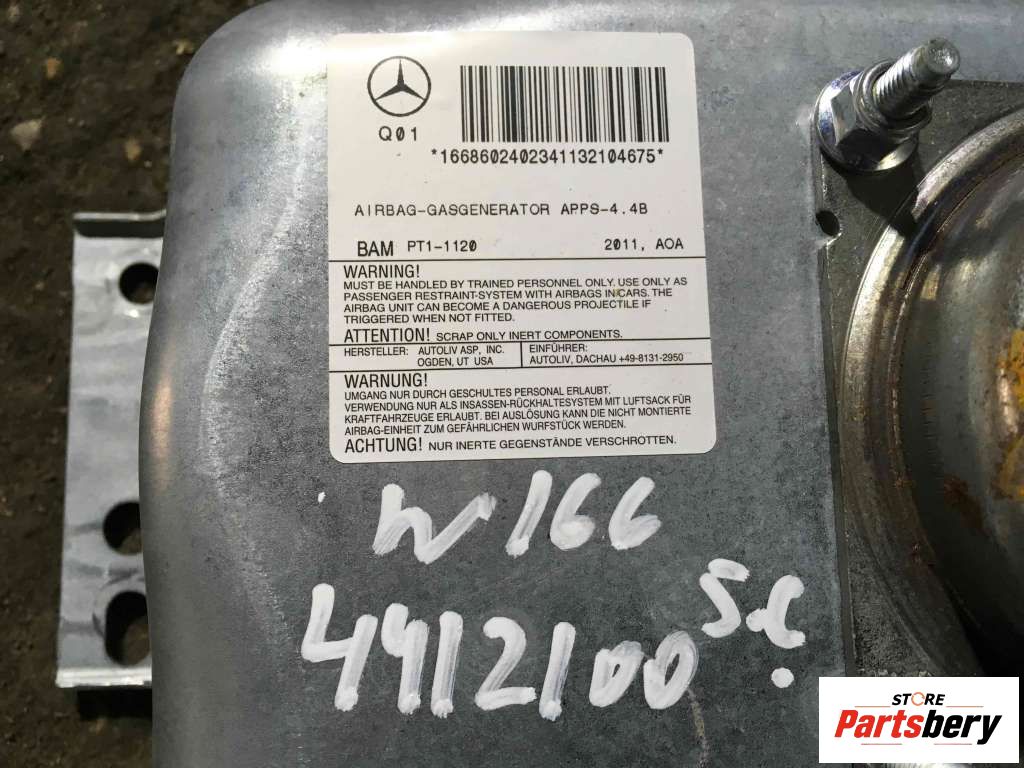 Q01
*1668602402341132104675*
AIRBAG-GASGENERATOR APPS-4.4B
BAM PT1-1120 2011, AOA
WARNING!
MUST BE HANDLED BY TRAINED PERSONNEL ONLY. USE ONLY AS
PASSENGER RESTRAINT-SYSTEM WITH AIRBAGS IN CARS. THE
AIRBAG UNIT CAN BECOME A DANGEROUS PROJECTILE IF
TRIGGERED WHEN NOT FITTED.
ATTENTION! SCRAP ONLY INERT COMPONENTS.
HERSTELLER: AUTOLIV ASP, INC.
OGDEN, UT USA
EINFÜHRER:
AUTOLIV, DACHAU +49-8131-2950
WARNUNG!
UMGANG NUR DURCH GESCHULTES PERSONAL ERLAUBT.
VERWENDUNG NUR ALS INSASSEN-RÜCKHALTESYSTEM MIT LUFTSACK FÜR
KRAFTFAHRZEUGE ERLAUBT. BEI AUSLÖSUNG KANN DIE NICHT MONTIERTE
AIRBAG-EINHEIT ZUM GEFÄHRLICHEN WURFSTÜCK WERDEN.
ACHTUNG! NUR INERTE GEGENSTÄNDE VERSCHROTTEN.
W166
4412100
STORE
Partsbery